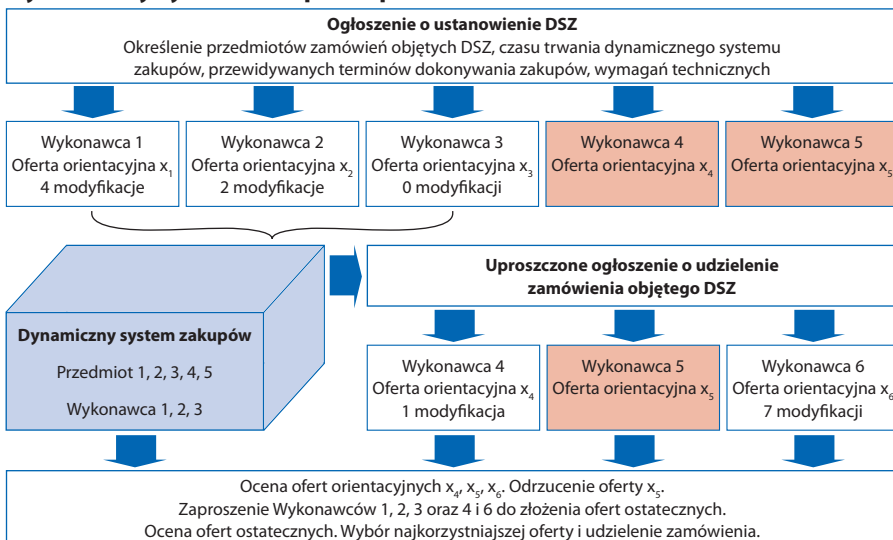 Ogłoszenie o ustanowienie DSZ
Określenie przedmiotów zamówień objętych DSZ, czasu trwania dynamicznego systemu
zakupów, przewidywanych terminów dokonywania zakupów, wymagań technicznych
Wykonawca 1
Oferta orientacyjna x₁
4 modyfikacje
Wykonawca 2
Oferta orientacyjna x₂
2 modyfikacje
Wykonawca 3
Oferta orientacyjna x₃
0 modyfikacji
Wykonawca 4
Oferta orientacyjna x₄
Wykonawca 5
Oferta orientacyjna x₅
Uproszczone ogłoszenie o udzielenie
zamówienia objętego DSZ
Dynamiczny system zakupów
Przedmiot 1, 2, 3, 4, 5
Wykonawca 1, 2, 3
Wykonawca 4
Oferta orientacyjna x₄
1 modyfikacja
Wykonawca 5
Oferta orientacyjna x₅
Wykonawca 6
Oferta orientacyjna x₆
7 modyfikacji
Ocena ofert orientacyjnych x₄, x₅, x₆. Odrzucenie oferty x₅.
Zaproszenie Wykonawców 1, 2, 3 oraz 4 i 6 do złożenia ofert ostatecznych.
Ocena ofert ostatecznych. Wybór najkorzystniejszej oferty i udzielenie zamówienia.